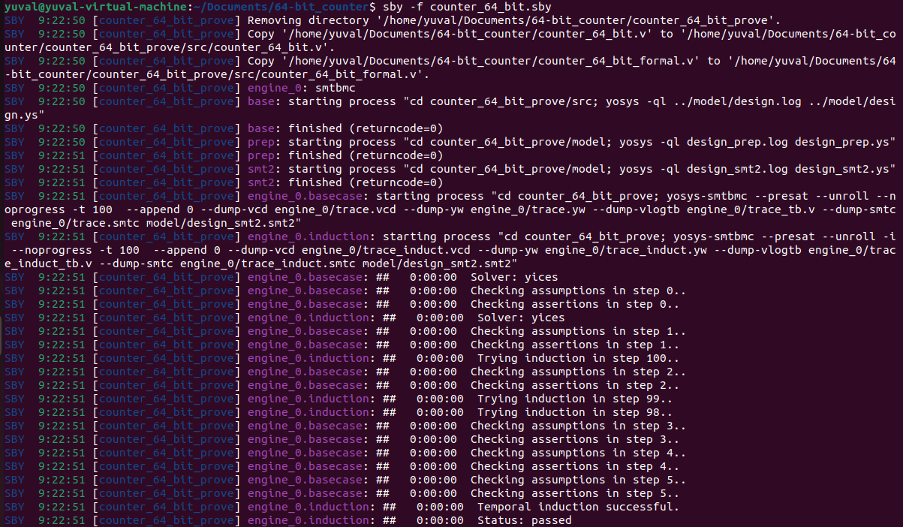 yuval@yuval-virtual-machine:~/Documents/64-bit_counter$ sby -f counter_64_bit.sby
SBY  9:22:50 [counter_64_bit_prove] Removing directory '/home/yuval/Documents/64-bit_counter/counter_64_bit_prove'.
SBY  9:22:50 [counter_64_bit_prove] Copy '/home/yuval/Documents/64-bit_counter/counter_64_bit.v' to '/home/yuval/Documents/64-bit_co
unter/counter_64_bit_prove/src/counter_64_bit.v'.
SBY  9:22:50 [counter_64_bit_prove] Copy '/home/yuval/Documents/64-bit_counter/counter_64_bit_formal.v' to '/home/yuval/Documents/64
-bit_counter/counter_64_bit_prove/src/counter_64_bit_formal.v'.
SBY  9:22:50 [counter_64_bit_prove] engine_0: smtbmc
SBY  9:22:50 [counter_64_bit_prove] base: starting process "cd counter_64_bit_prove/src; yosys -ql ../model/design.log ../model/desi
gn.ys"
SBY  9:22:50 [counter_64_bit_prove] base: finished (returncode=0)
SBY  9:22:50 [counter_64_bit_prove] prep: starting process "cd counter_64_bit_prove/model; yosys -ql design_prep.log design_prep.ys"
SBY  9:22:51 [counter_64_bit_prove] prep: finished (returncode=0)
SBY  9:22:51 [counter_64_bit_prove] smt2: starting process "cd counter_64_bit_prove/model; yosys -ql design_smt2.log design_smt2.ys"
SBY  9:22:51 [counter_64_bit_prove] smt2: finished (returncode=0)
SBY  9:22:51 [counter_64_bit_prove] engine_0.basecase: starting process "cd counter_64_bit_prove; yosys-smtbmc --presat --unroll --n
oprogress -t 100  --append 0 --dump-vcd engine_0/trace.vcd --dump-yw engine_0/trace.yw --dump-vlogtb engine_0/trace_tb.v --dump-smtc
 engine_0/trace.smtc model/design_smt2.smt2"
SBY  9:22:51 [counter_64_bit_prove] engine_0.induction: starting process "cd counter_64_bit_prove; yosys-smtbmc --presat --unroll -i
 --noprogress -t 100  --append 0 --dump-vcd engine_0/trace_induct.vcd --dump-yw engine_0/trace_induct.yw --dump-vlogtb engine_0/trac
e_induct_tb.v --dump-smtc engine_0/trace_induct.smtc model/design_smt2.smt2"
SBY  9:22:51 [counter_64_bit_prove] engine_0.basecase: ##   0:00:00  Solver: yices
SBY  9:22:51 [counter_64_bit_prove] engine_0.basecase: ##   0:00:00  Checking assumptions in step 0..
SBY  9:22:51 [counter_64_bit_prove] engine_0.basecase: ##   0:00:00  Checking assertions in step 0..
SBY  9:22:51 [counter_64_bit_prove] engine_0.induction: ##   0:00:00  Solver: yices
SBY  9:22:51 [counter_64_bit_prove] engine_0.basecase: ##   0:00:00  Checking assumptions in step 1..
SBY  9:22:51 [counter_64_bit_prove] engine_0.basecase: ##   0:00:00  Checking assertions in step 1..
SBY  9:22:51 [counter_64_bit_prove] engine_0.induction: ##   0:00:00  Trying induction in step 100..
SBY  9:22:51 [counter_64_bit_prove] engine_0.basecase: ##   0:00:00  Checking assumptions in step 2..
SBY  9:22:51 [counter_64_bit_prove] engine_0.basecase: ##   0:00:00  Checking assertions in step 2..
SBY  9:22:51 [counter_64_bit_prove] engine_0.induction: ##   0:00:00  Trying induction in step 99..
SBY  9:22:51 [counter_64_bit_prove] engine_0.induction: ##   0:00:00  Trying induction in step 98..
SBY  9:22:51 [counter_64_bit_prove] engine_0.basecase: ##   0:00:00  Checking assumptions in step 3..
SBY  9:22:51 [counter_64_bit_prove] engine_0.basecase: ##   0:00:00  Checking assertions in step 3..
SBY  9:22:51 [counter_64_bit_prove] engine_0.basecase: ##   0:00:00  Checking assumptions in step 4..
SBY  9:22:51 [counter_64_bit_prove] engine_0.basecase: ##   0:00:00  Checking assertions in step 4..
SBY  9:22:51 [counter_64_bit_prove] engine_0.basecase: ##   0:00:00  Checking assumptions in step 5..
SBY  9:22:51 [counter_64_bit_prove] engine_0.basecase: ##   0:00:00  Checking assertions in step 5..
SBY  9:22:51 [counter_64_bit_prove] engine_0.induction: ##   0:00:00  Temporal induction successful.
SBY  9:22:51 [counter_64_bit_prove] engine_0.induction: ##   0:00:00  Status: passed